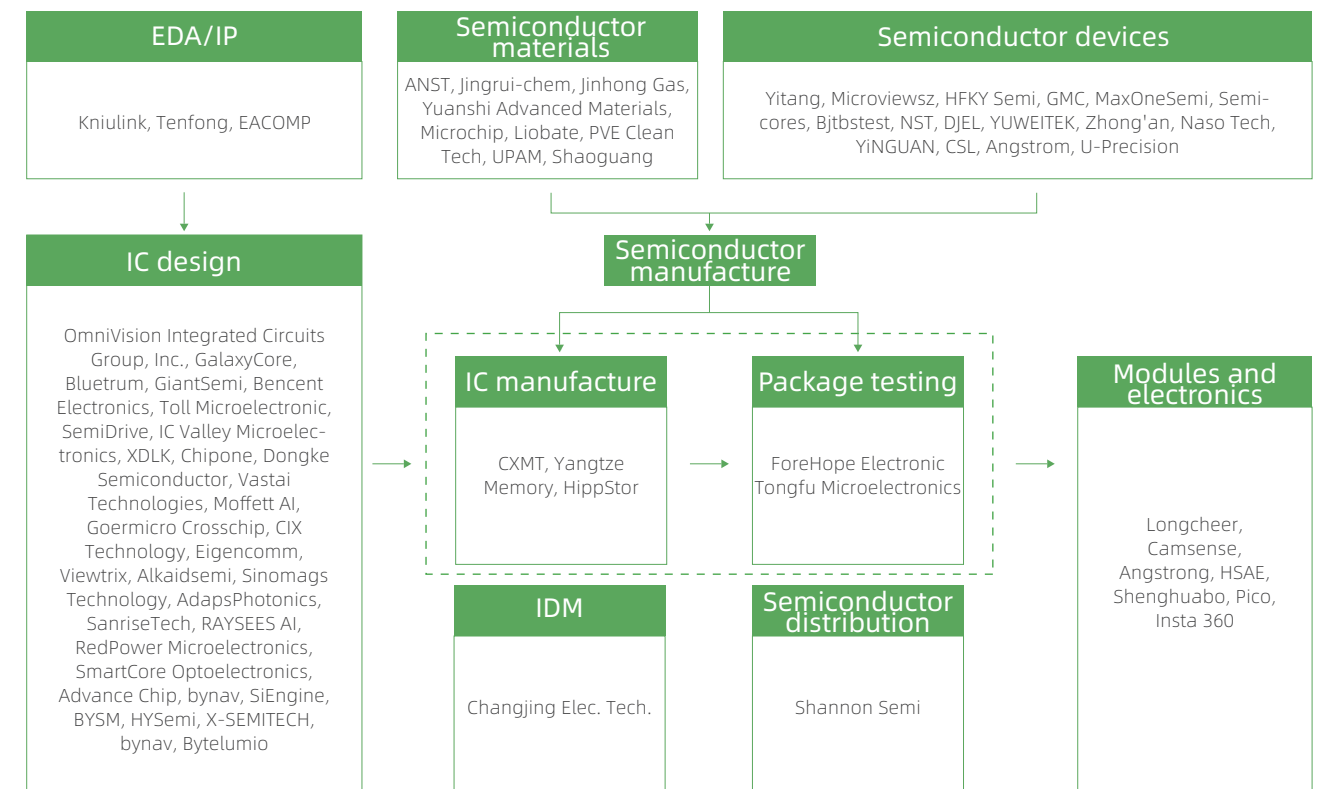 EDA/IP
Kniulink, Tenfong, EACOMP
Semiconductor
materials
ANST, Jingrui-chem, Jinhong Gas,
Yuanshi Advanced Materials,
Microchip, Liobate, PVE Clean
Tech, UPAM, Shaoguang
Semiconductor devices
Yitang, Microviewsz, HFKY Semi, GMC, MaxOneSemi, Semi-
cores, Bjtbstest, NST, DJEL, YUWEITEK, Zhong'an, Naso Tech,
YiNGUAN, CSL, Angstrom, U-Precision
IC design
OmniVision Integrated Circuits
Group, Inc., GalaxyCore,
Bluetrum, GiantSemi, Bencent
Electronics, Toll Microelectronic,
SemiDrive, IC Valley Microelec-
tronics, XDLK, Chipone, Dongke
Semiconductor, Vastai
Technologies, Moffett AI,
Goermicro Crosschip, CIX
Technology, Eigencomm,
Viewtrix, Alkaidsemi, Sinomags
Technology, AdapsPhotonics,
SanriseTech, RAYSEES AI,
RedPower Microelectronics,
SmartCore Optoelectronics,
Advance Chip, bynav, SiEngine,
BYSM, HYSemi, X-SEMITECH,
bynav, Bytelumio
Semiconductor
manufacture
IC manufacture
CXMT, Yangtze
Memory, HippStor
Package testing
ForeHope Electronic
Tongfu Microelectronics
IDM
Changjing Elec. Tech.
Semiconductor
distribution
Shannon Semi
Modules and
electronics
Longcheer,
Camsense,
Angstrong, HSAE,
Shenghuabo, Pico,
Insta 360